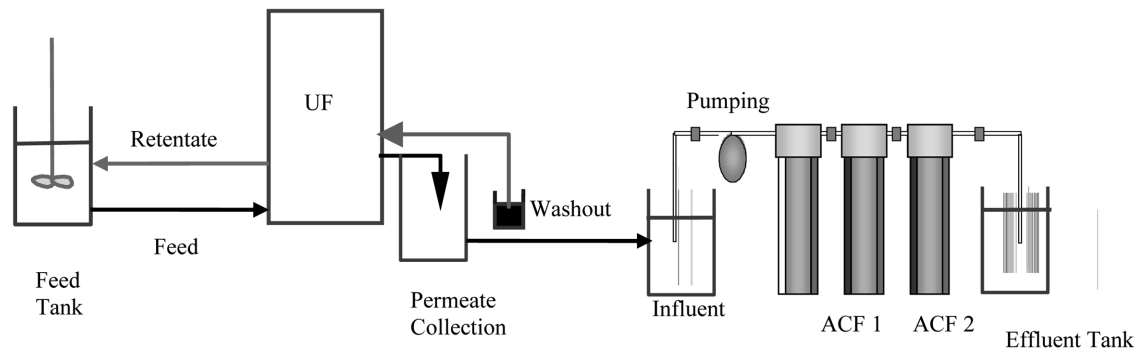 UF
Pumping
Retentate
Washout
Feed
Feed
Tank
Permeate
Collection
Influent
ACF 1
ACF 2
Effluent Tank